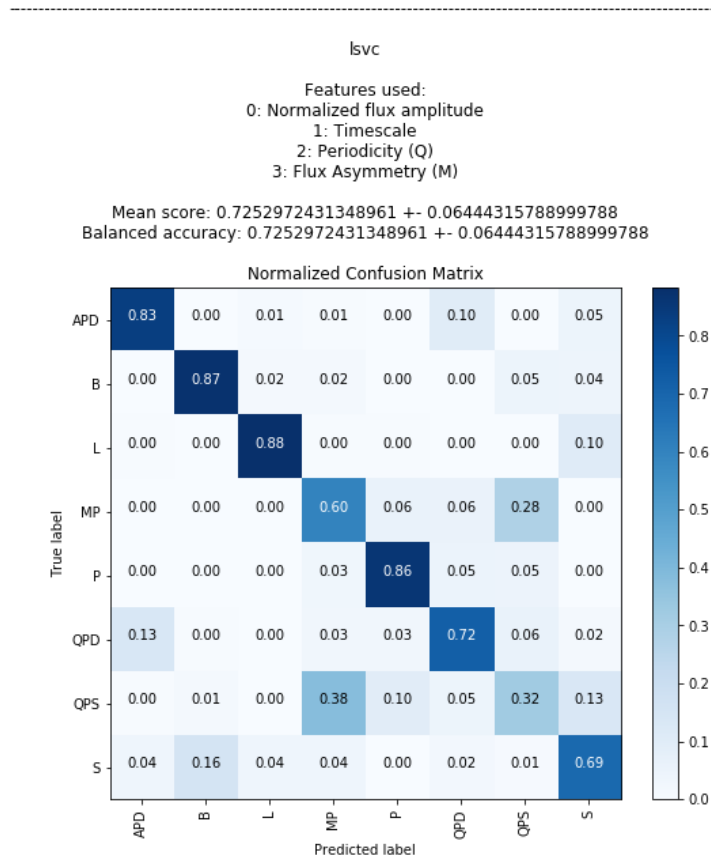 lsvc
Features used:
0: Normalized flux amplitude
1: Timescale
2: Periodicity (Q)
3: Flux Asymmetry (M)
Mean score: 0.7252972431348961 +- 0.06444315788999788
Balanced accuracy: 0.7252972431348961 +- 0.06444315788999788
Normalized Confusion Matrix
APD 0.83 0.00 0.01 0.01 0.00 0.10 0.00 0.05
B 0.00 0.87 0.02 0.02 0.00 0.00 0.05 0.04
L 0.00 0.00 0.88 0.00 0.00 0.00 0.00 0.10
MP 0.00 0.00 0.00 0.60 0.06 0.06 0.28 0.00
P 0.00 0.00 0.00 0.03 0.86 0.05 0.05 0.00
QPD 0.13 0.00 0.00 0.03 0.03 0.72 0.06 0.02
QPS 0.00 0.01 0.00 0.38 0.10 0.05 0.32 0.13
S 0.04 0.16 0.04 0.04 0.00 0.02 0.01 0.69
APD B L MP P QPD QPS S
Predicted label
True label
0.8
0.7
0.6
0.5
0.4
0.3
0.2
0.1
0.0